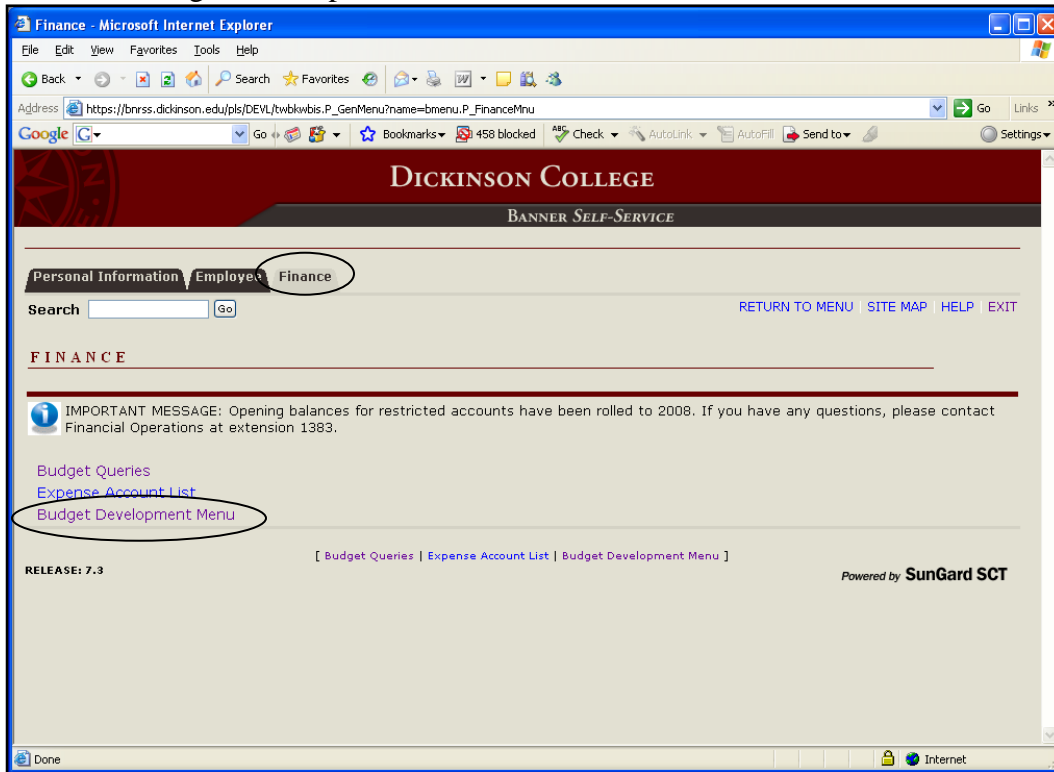 Finance - Microsoft Internet Explorer
File Edit View Favorites Tools Help
Back Search Favorites
Address https://bnrss.dickinson.edu/pls/DEVL/twbkwbis.P_GenMenu?name=bmenu.P_FinanceMnu Go Links »
Google G Go Bookmarks 458 blocked ABC Check AutoLink AutoFill Send to Settings
DICKINSON COLLEGE
BANNER SELF-SERVICE
Personal Information Employee Finance
Search Go RETURN TO MENU | SITE MAP | HELP | EXIT
FINANCE
IMPORTANT MESSAGE: Opening balances for restricted accounts have been rolled to 2008. If you have any questions, please contact
Financial Operations at extension 1383.
Budget Queries
Expense Account List
Budget Development Menu
[ Budget Queries | Expense Account List | Budget Development Menu ]
RELEASE: 7.3
Powered by SunGard SCT
Done Internet